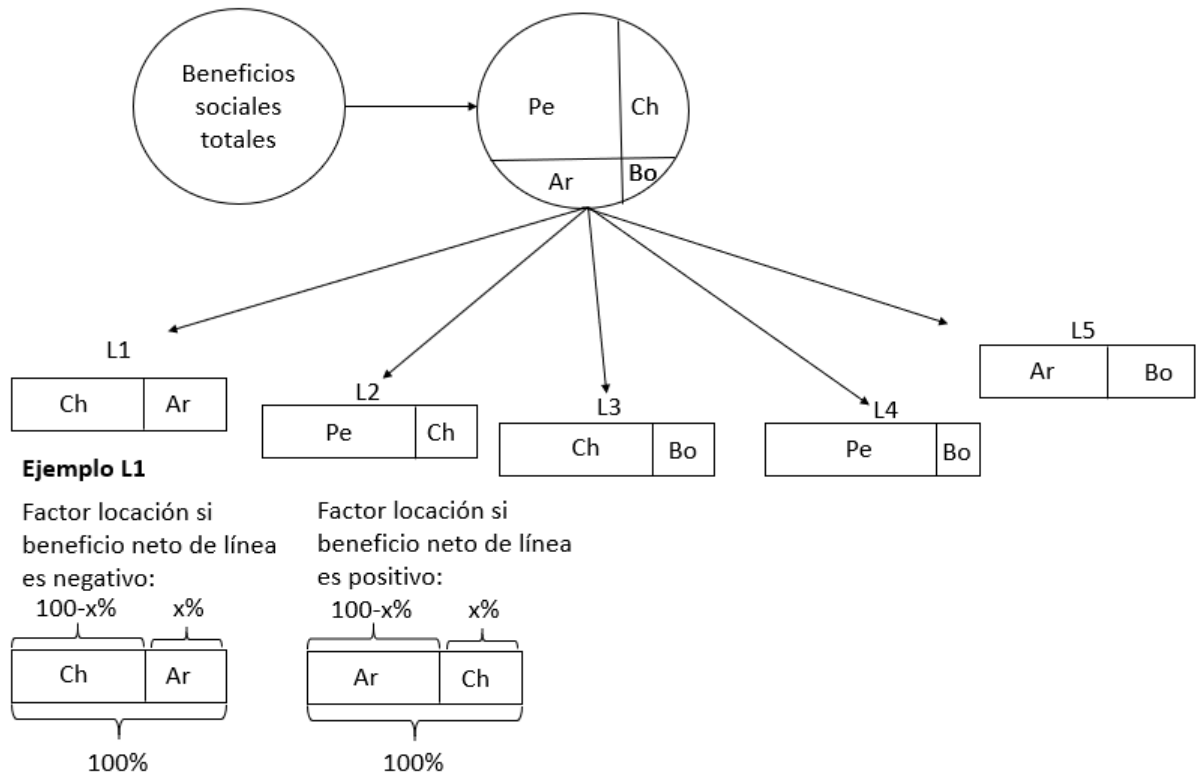 Beneficios
sociales
totales
Pe
Ch
Ar
Bo
L1
Ch
Ar
L2
Pe
Ch
L3
Ch
Bo
L4
Pe
Bo
L5
Ar
Bo
Ejemplo L1
Factor locación si
beneficio neto de línea
es negativo:
100-x%
x%
Ch
Ar
100%
Factor locación si
beneficio neto de línea
es positivo:
100-x%
x%
Ar
Ch
100%